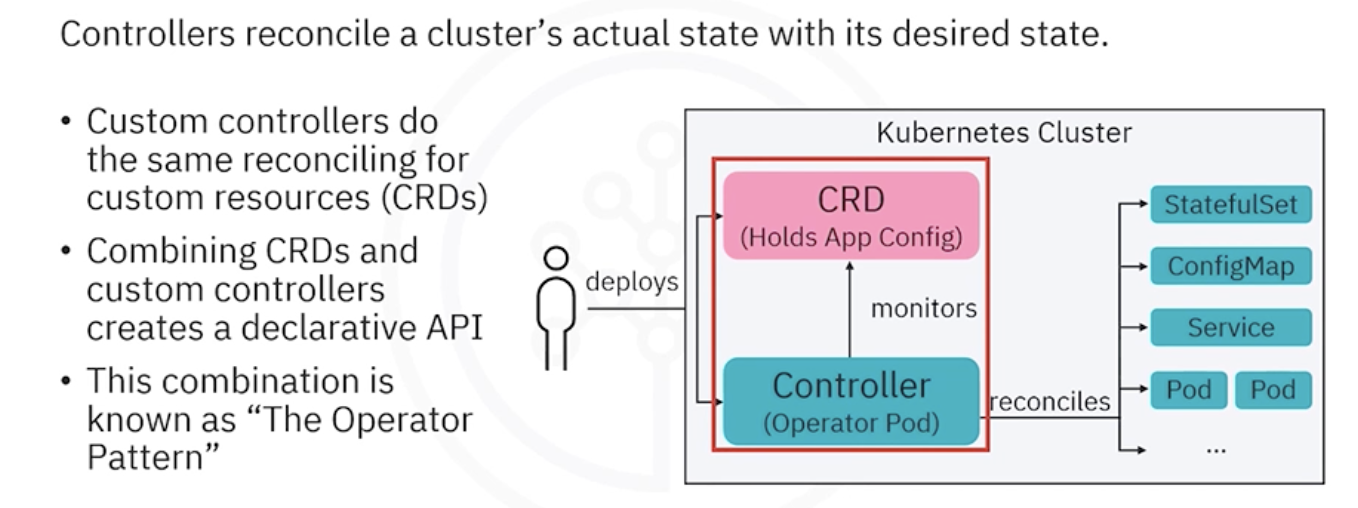 Controllers reconcile a cluster’s actual state with its desired state.
• Custom controllers do
the same reconciling for
custom resources (CRDs)
• Combining CRDs and
custom controllers
creates a declarative API
• This combination is
known as “The Operator
Pattern”
deploys
Kubernetes Cluster
CRD
(Holds App Config)
monitors
Controller
(Operator Pod)
reconciles
StatefulSet
ConfigMap
Service
Pod Pod
...